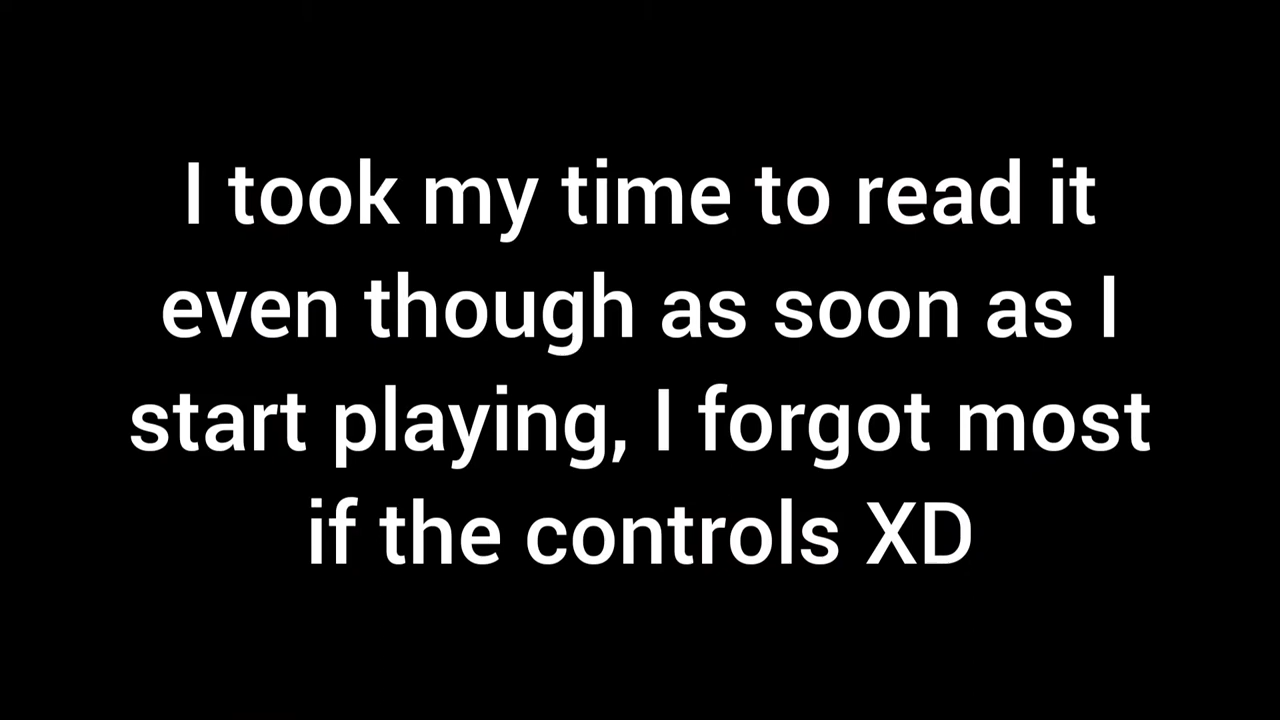 I took my time to read it
even though as soon as I
start playing, I forgot most
if the controls XD